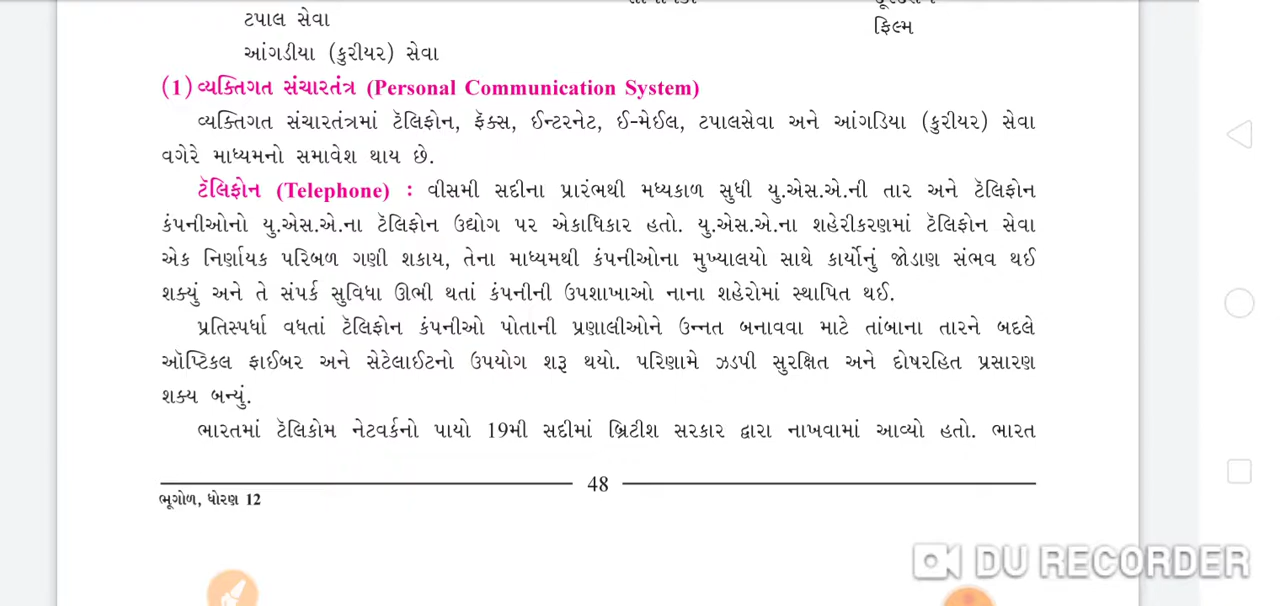 ટપાલ સેવા
ફિલ્મ
આંગડીયા (કુરીયર) સેવા
(1) વ્યક્તિગત સંચારતંત્ર (Personal Communication System)
વ્યક્તિગત સંચારતંત્રમાં ટૅલિફોન, ફૅક્સ, ઈન્ટરનેટ, ઈ-મેઈલ, ટપાલસેવા અને આંગડિયા (કુરીયર) સેવા
વગેરે માધ્યમનો સમાવેશ થાય છે.
ટૅલિફોન (Telephone) : વીસમી સદીના પ્રારંભથી મધ્યકાળ સુધી યુ.એસ.એ.ની તાર અને ટૅલિફોન
કંપનીઓનો યુ.એસ.એ.ના ટૅલિફોન ઉદ્યોગ પર એકાધિકાર હતો. યુ.એસ.એ.ના શહેરીકરણમાં ટૅલિફોન સેવા
એક નિર્ણાયક પરિબળ ગણી શકાય, તેના માધ્યમથી કંપનીઓના મુખ્યાલયો સાથે કાર્યોનું જોડાણ સંભવ થઈ
શક્યું અને તે સંપર્ક સુવિધા ઊભી થતાં કંપનીની ઉપશાખાઓ નાના શહેરોમાં સ્થાપિત થઈ.
પ્રતિસ્પર્ધા વધતાં ટૅલિફોન કંપનીઓ પોતાની પ્રણાલીઓને ઉન્નત બનાવવા માટે તાંબાના તારને બદલે
ઑપ્ટિકલ ફાઈબર અને સેટેલાઈટનો ઉપયોગ શરૂ થયો. પરિણામે ઝડપી સુરક્ષિત અને દોષરહિત પ્રસારણ
શક્ય બન્યું.
ભારતમાં ટૅલિકોમ નેટવર્કનો પાયો 19મી સદીમાં બ્રિટીશ સરકાર દ્વારા નાખવામાં આવ્યો હતો. ભારત
48
ભૂગોળ, ધોરણ 12
DU RECORDER